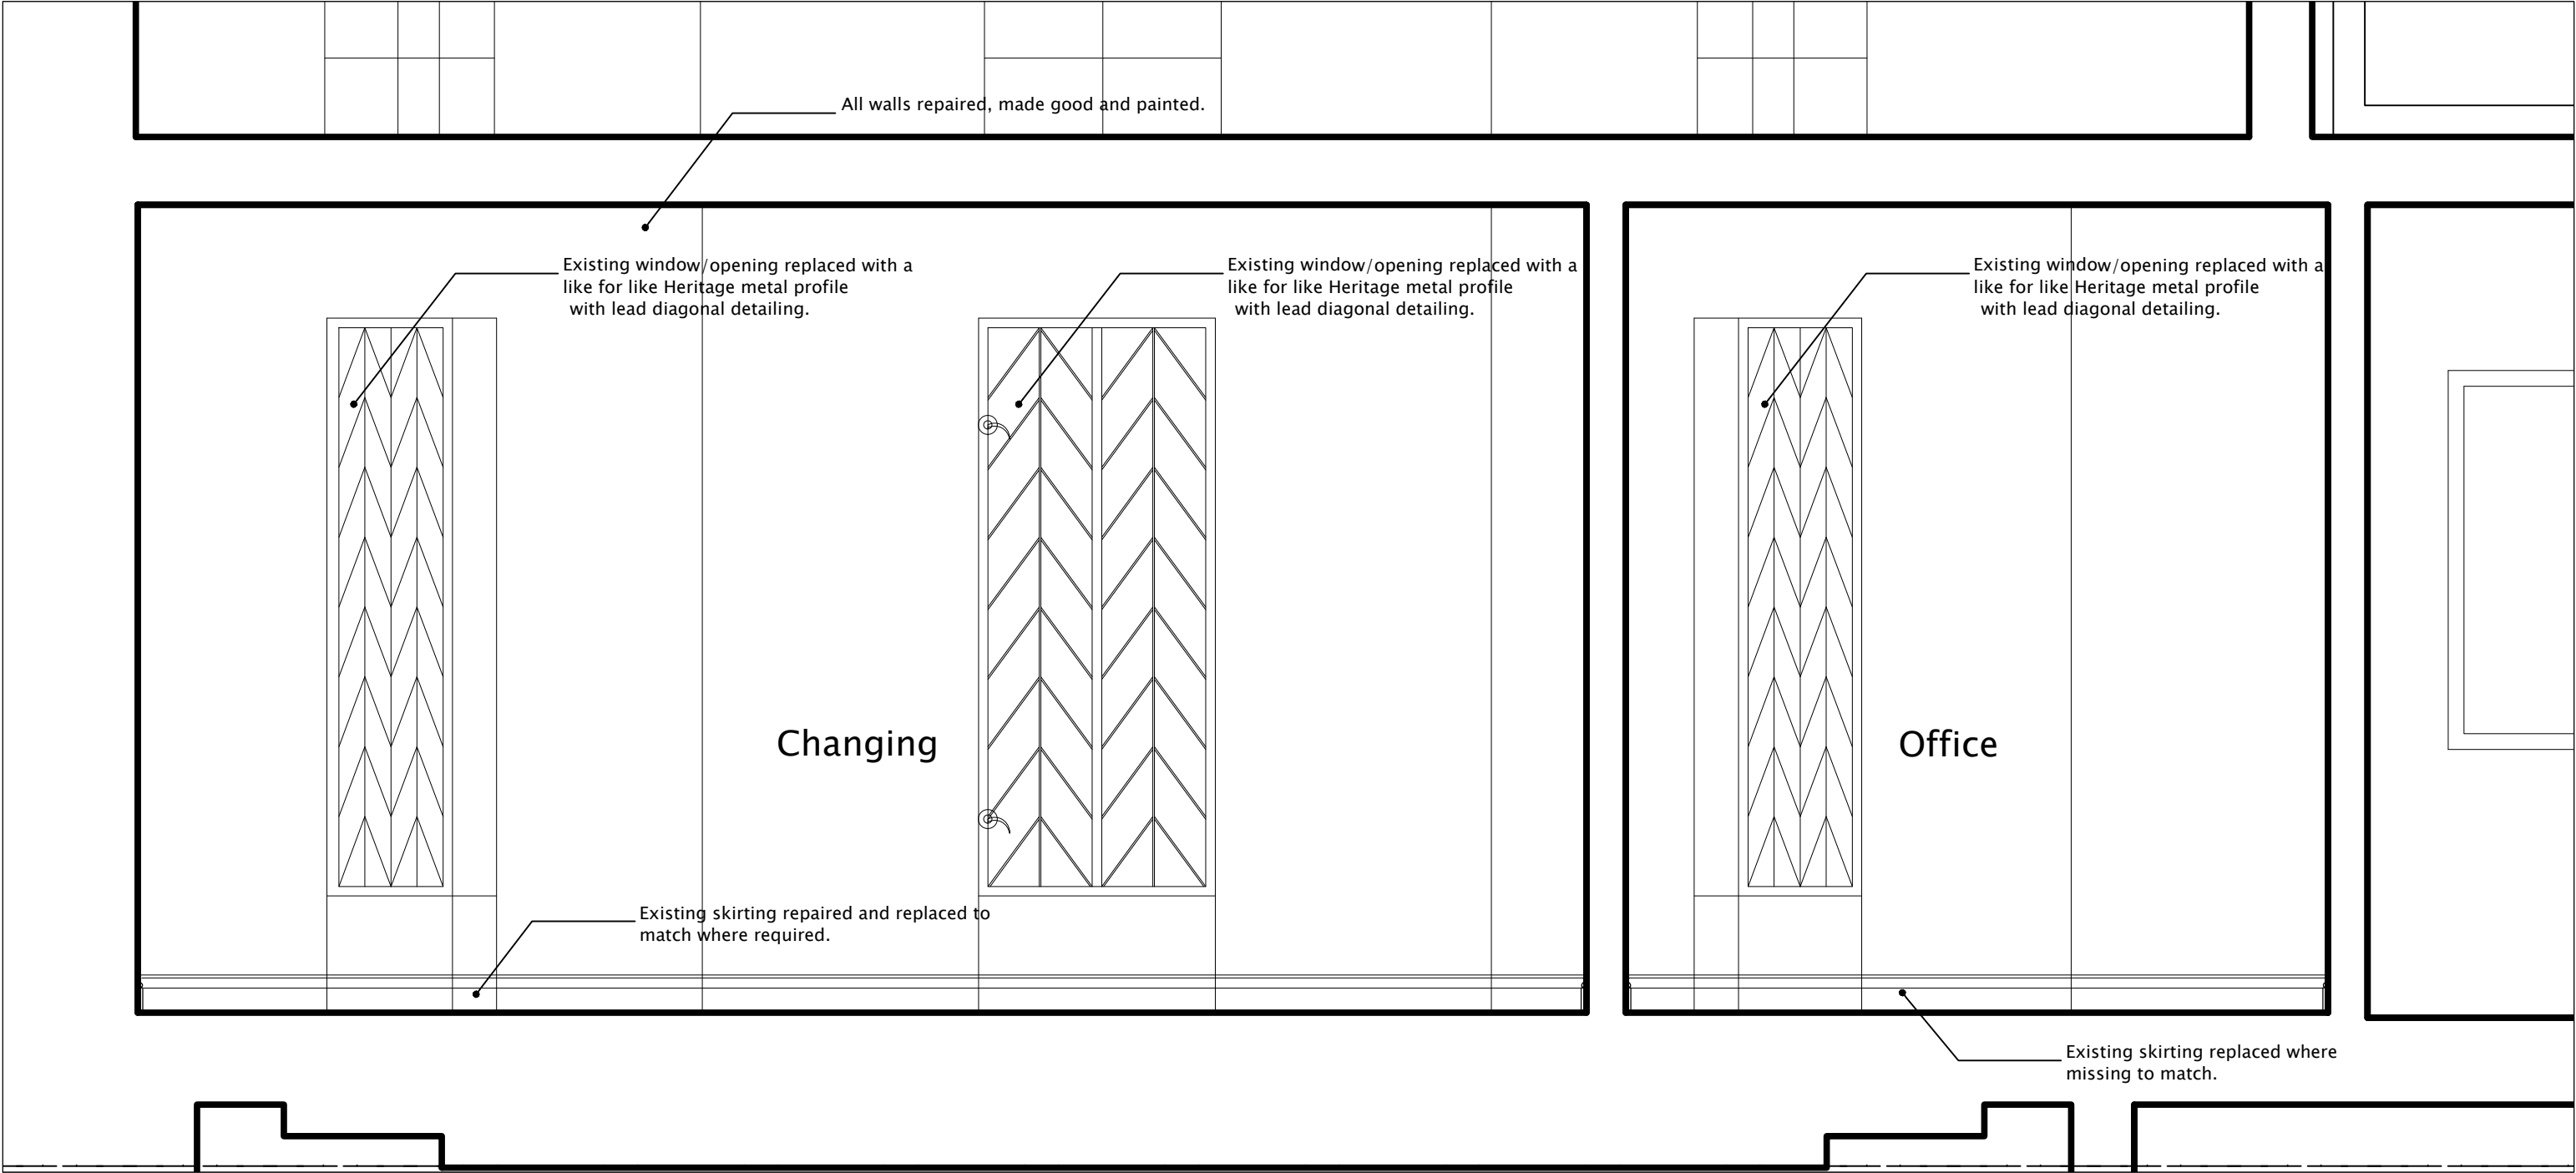 All walls repaired, made good and painted.
Existing window/opening replaced with a
like for like Heritage metal profile
with lead diagonal detailing.
Existing window/opening replaced with a
like for like Heritage metal profile
with lead diagonal detailing.
Existing window/opening replaced with a
like for like Heritage metal profile
with lead diagonal detailing.
Changing
Office
Existing skirting repaired and replaced to
match where required.
Existing skirting replaced where
missing to match.